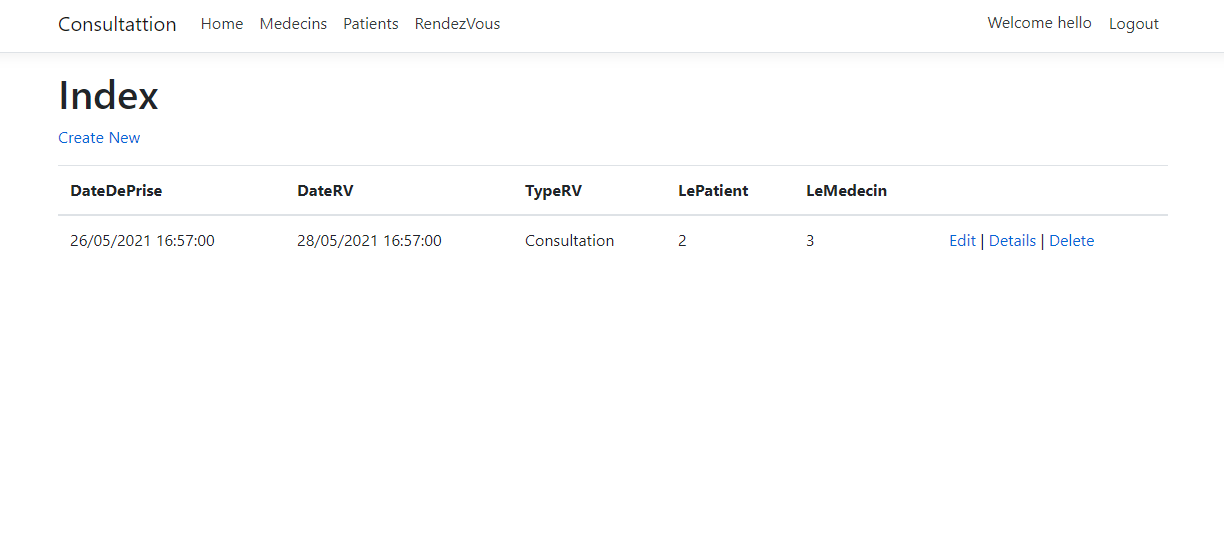 Consultattion Home Medecins Patients RendezVous Welcome hello Logout
Index
Create New
DateDePrise DateRV TypeRV LePatient LeMedecin
26/05/2021 16:57:00 28/05/2021 16:57:00 Consultation 2 3 Edit | Details | Delete